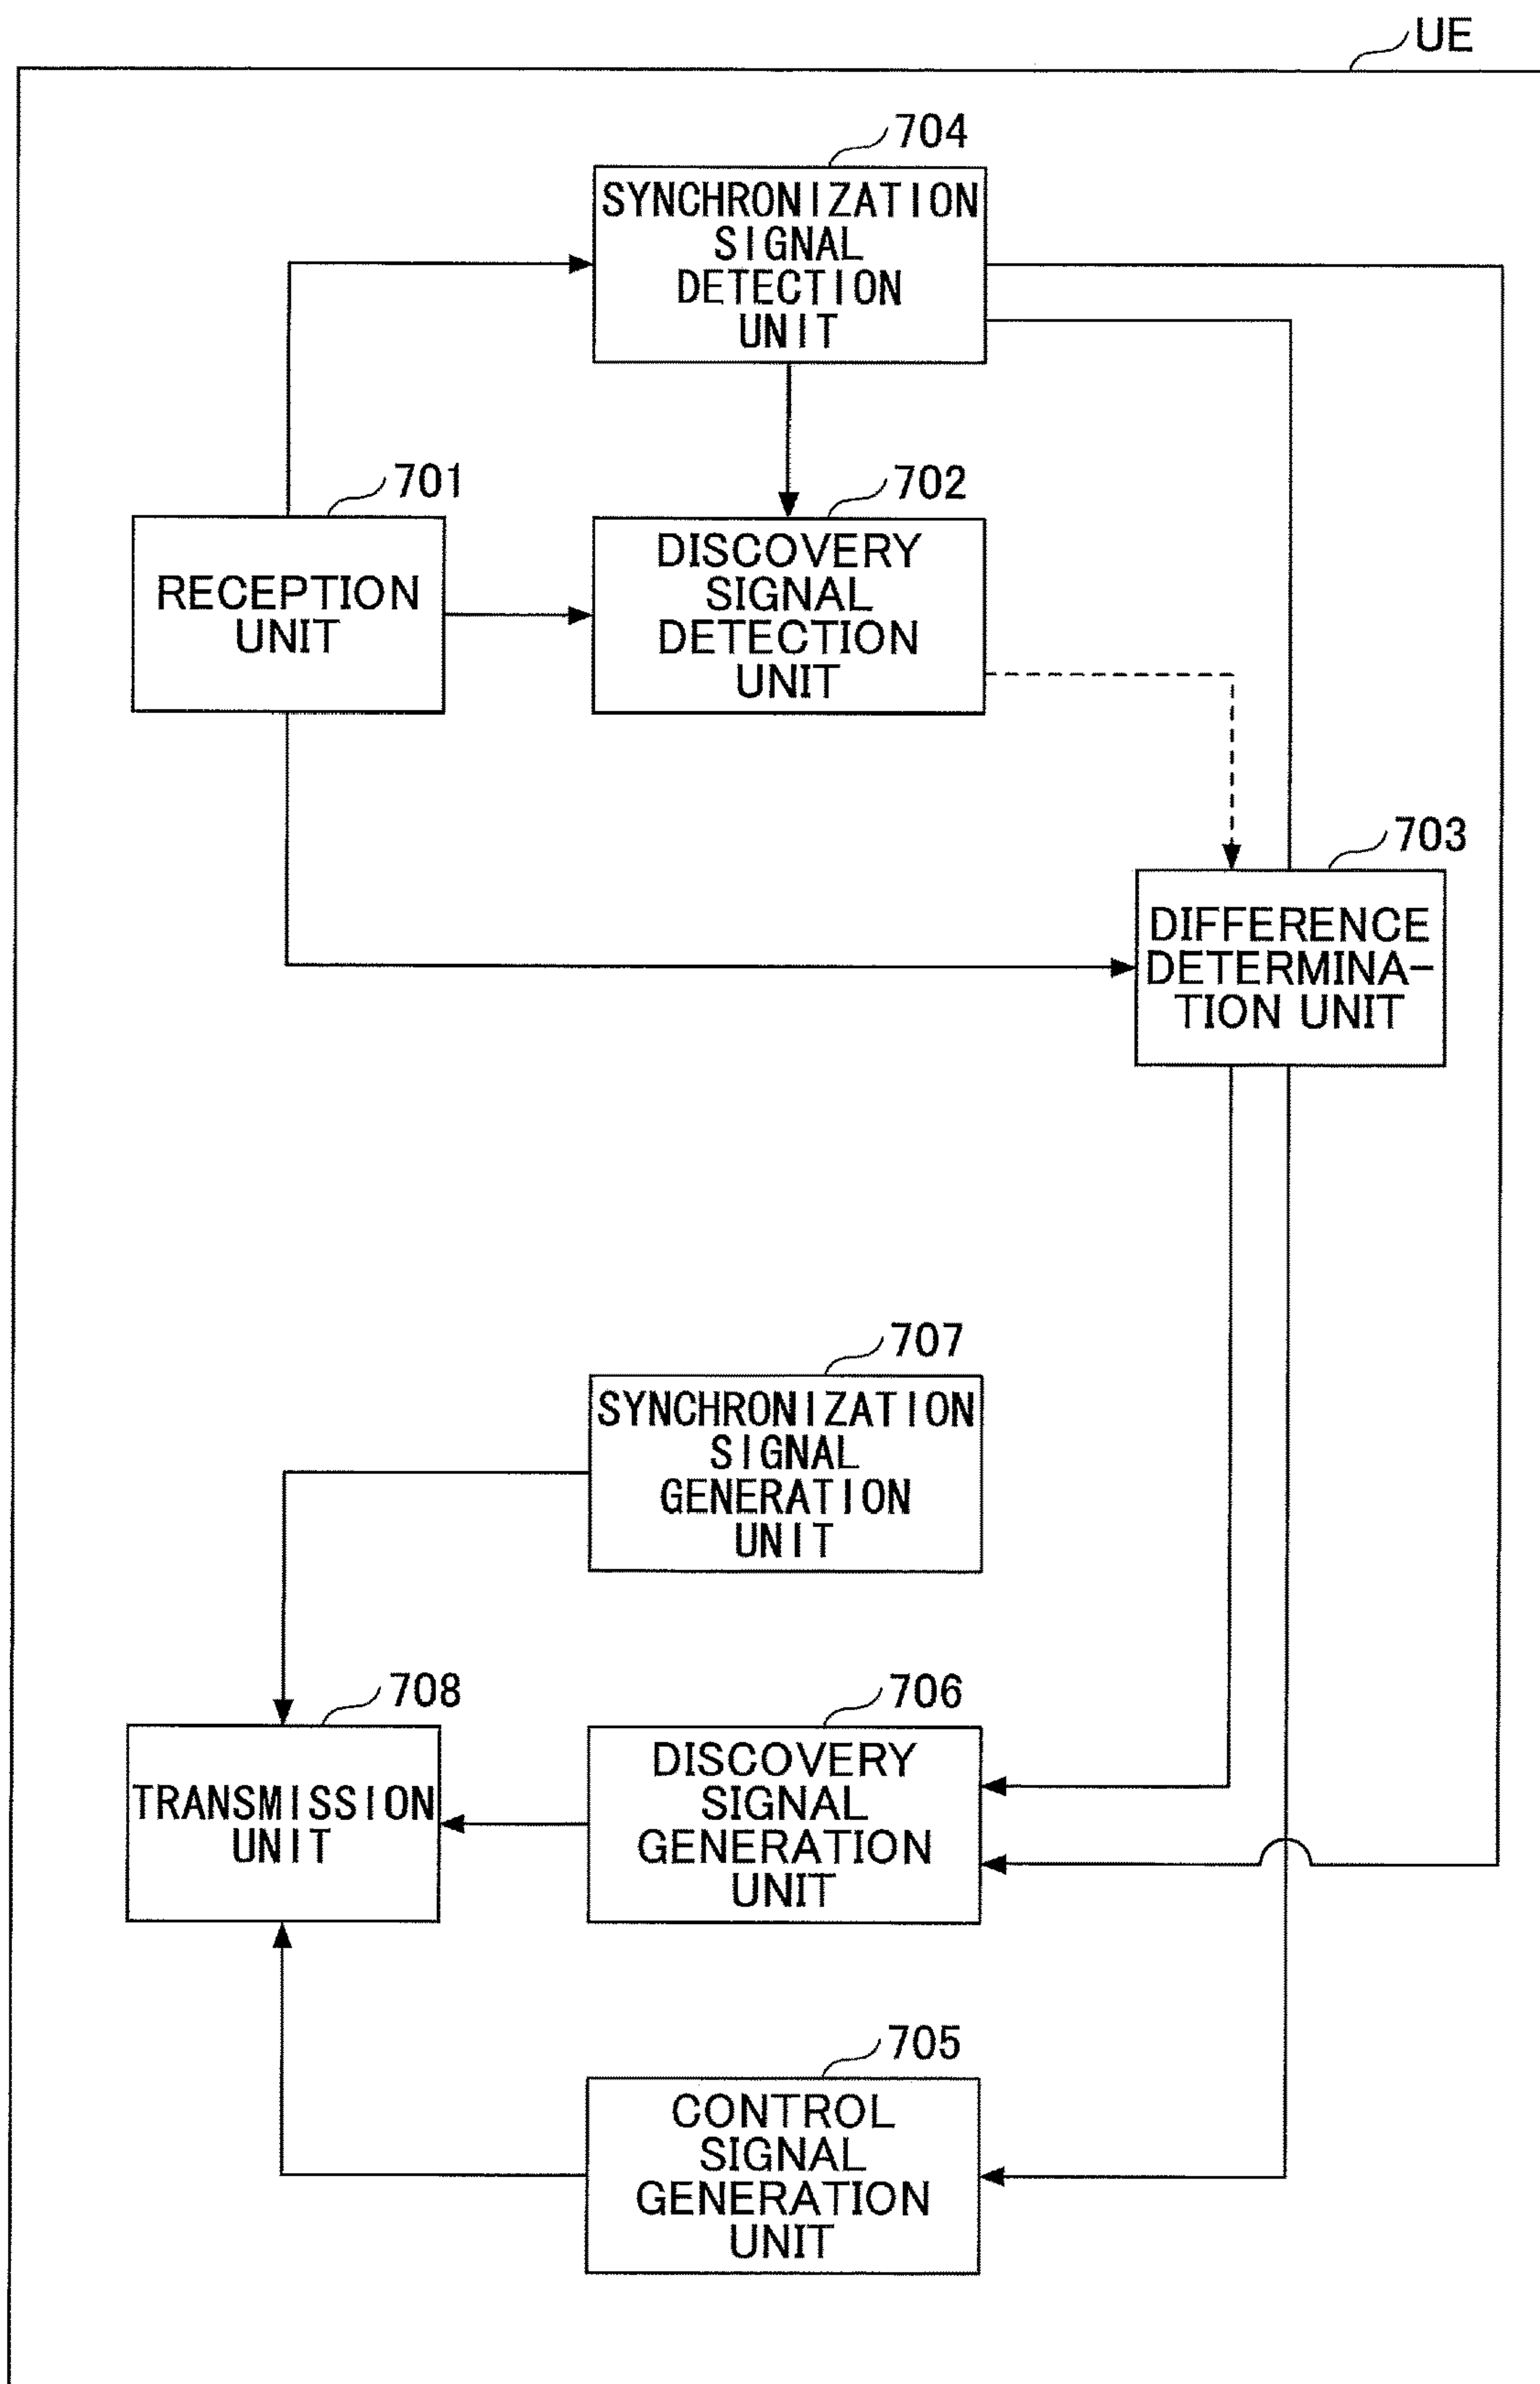 UE
704
SYNCHRONIZATION
SIGNAL
DETECTION
UNIT
701
RECEPTION
UNIT
702
DISCOVERY
SIGNAL
DETECTION
UNIT
703
DIFFERENCE
DETERMINA-
TION UNIT
707
SYNCHRONIZATION
SIGNAL
GENERATION
UNIT
708
TRANSMISSION
UNIT
706
DISCOVERY
SIGNAL
GENERATION
UNIT
705
CONTROL
SIGNAL
GENERATION
UNIT